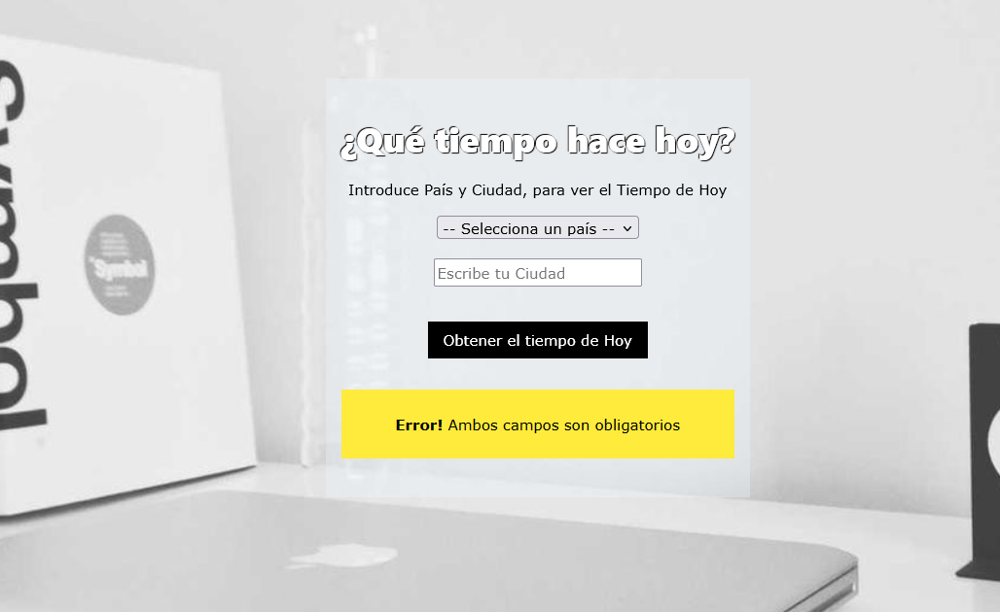 Symbol
Symbol
¿Qué tiempo hace hoy?
Introduce País y Ciudad, para ver el Tiempo de Hoy
-- Selecciona un país --
Escribe tu Ciudad
Obtener el tiempo de Hoy
Error! Ambos campos son obligatorios